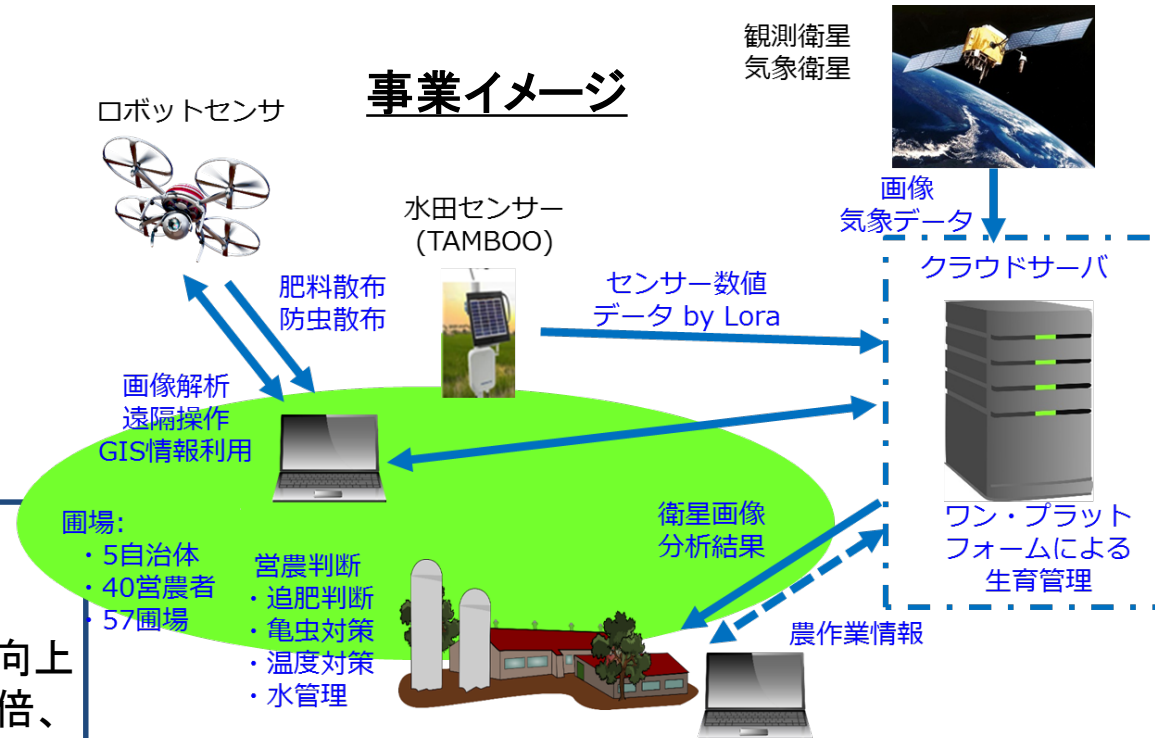 事業イメージ
観測衛星
気象衛星
ロボットセンサ
画像
気象データ
水田センサー
(TAMBOO)
クラウドサーバ
肥料散布
防虫散布
センサー数値
データ by Lora
画像解析
遠隔操作
GIS情報利用
圃場:
・5自治体
・40営農者
・57圃場
営農判断
・追肥判断
・亀虫対策
・温度対策
・水管理
衛星画像
分析結果
ワン・プラット
フォームによる
生育管理
農作業情報
向上
倍、